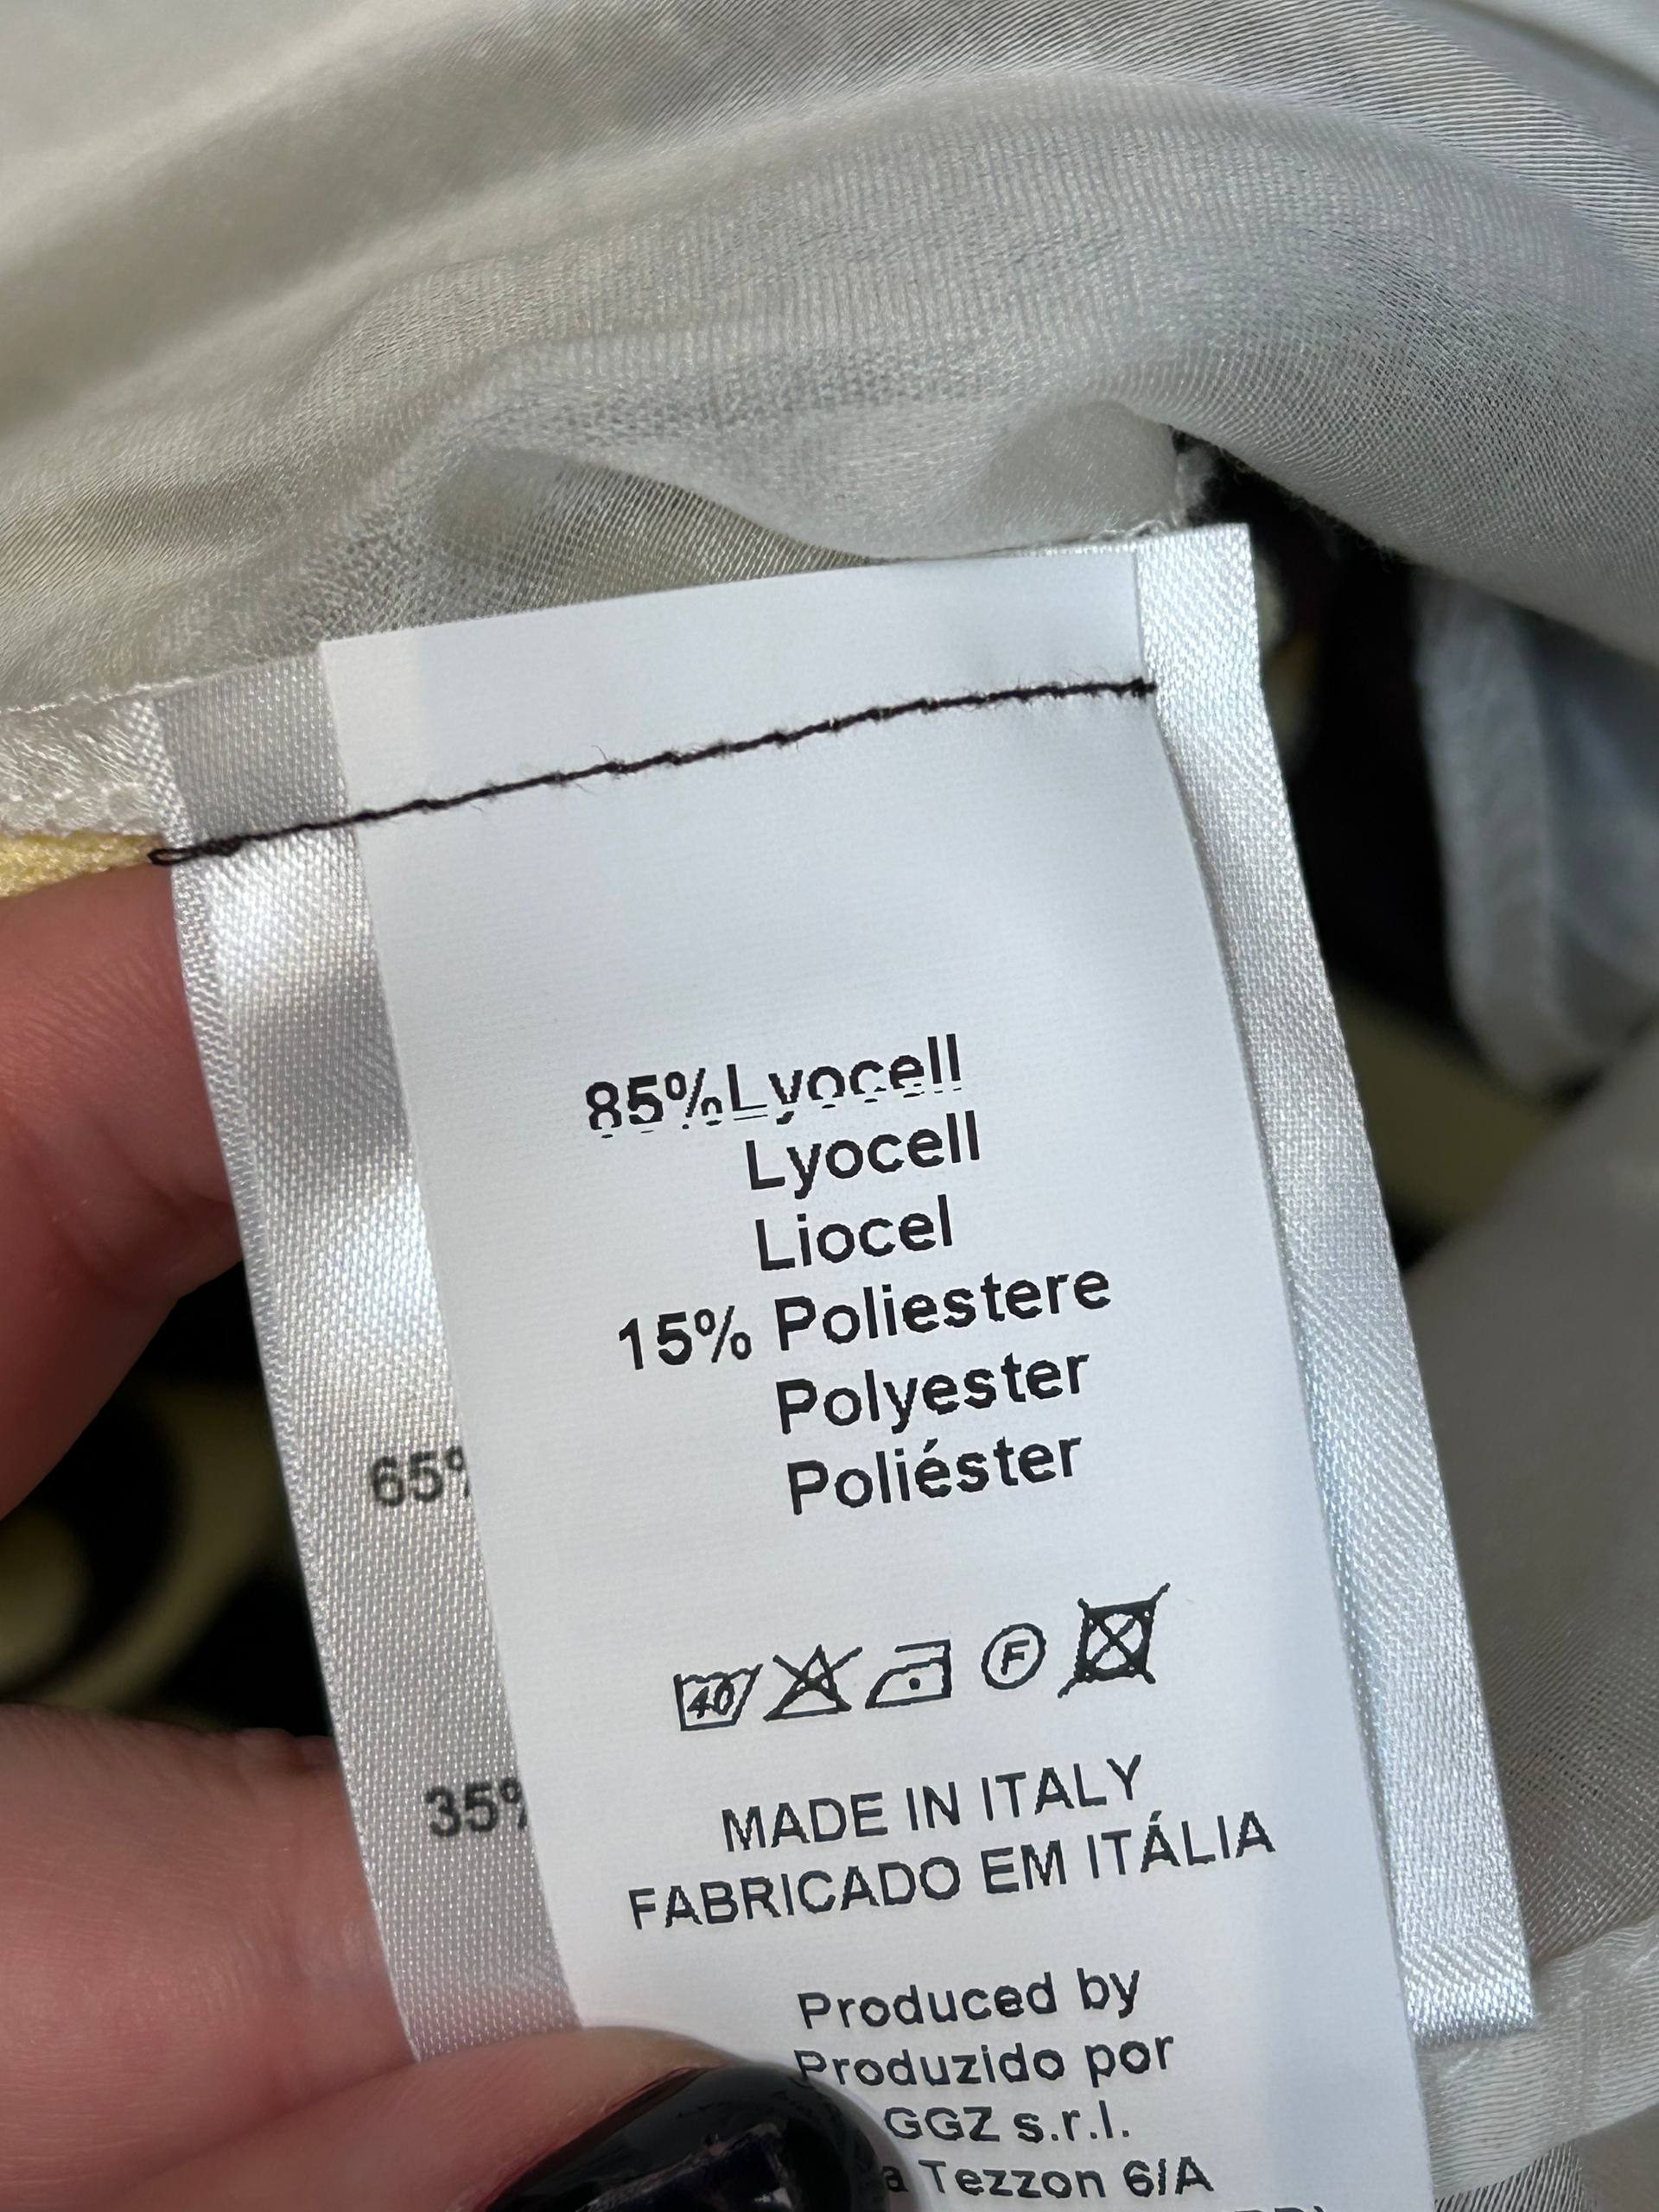 85%Lyocell
Lyocell
Liocel
15% Poliestere
Polyester
Poliéster
65%
35%
40
F
MADE IN ITALY
FABRICADO EM ITÁLIA
Produced by
Produzido por
GGZ s.r.l.
Tezzon 6/A